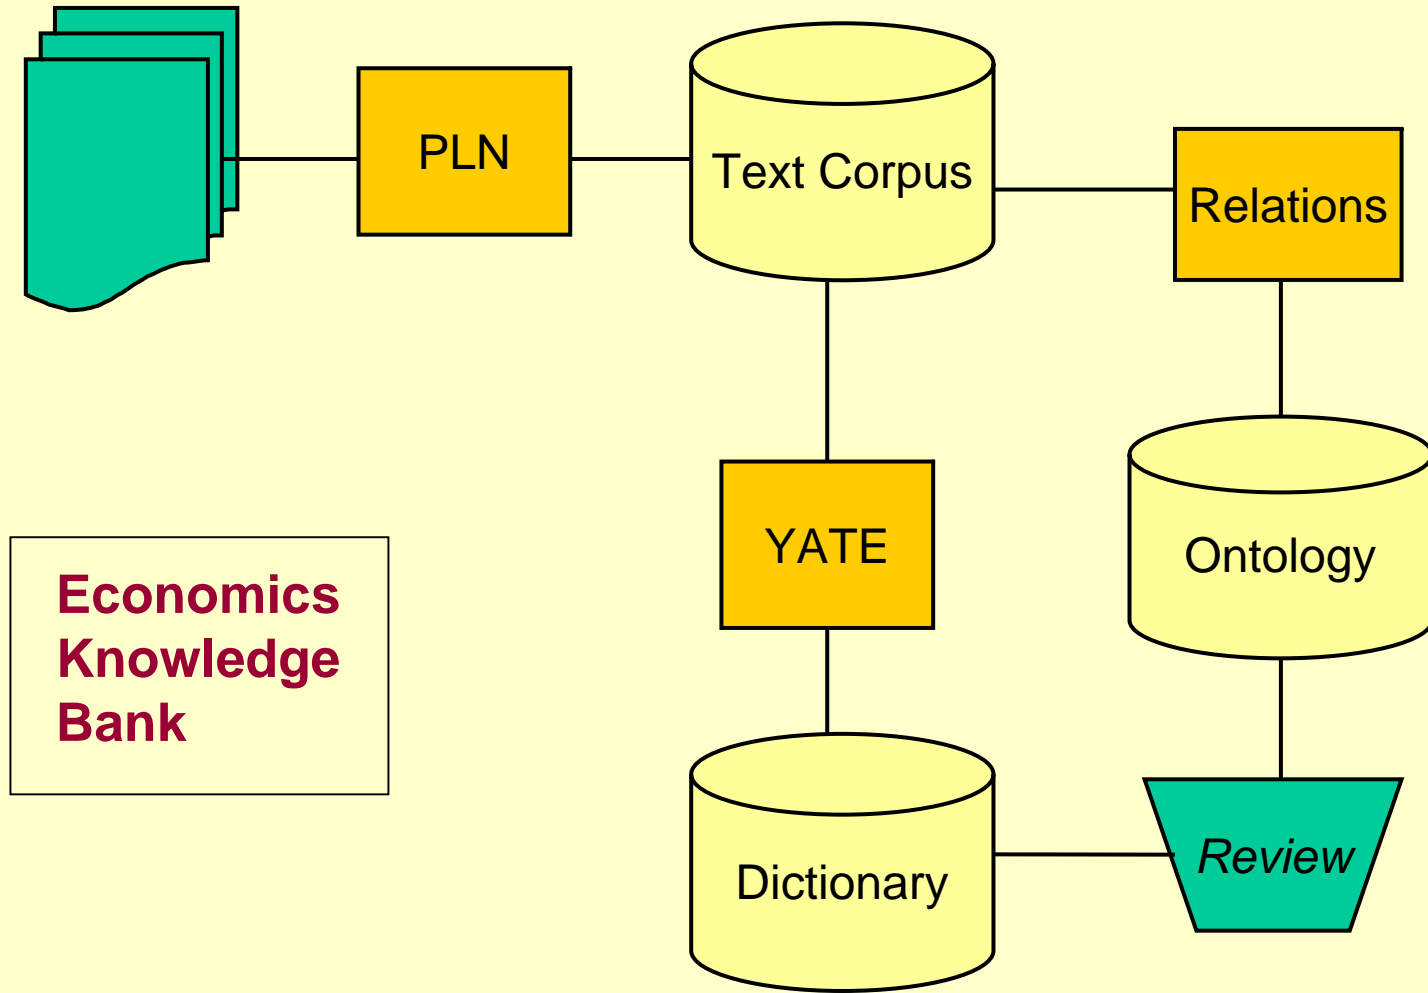 PLN
Text Corpus
Relations
YATE
Ontology
Economics
Knowledge
Bank
Dictionary
Review